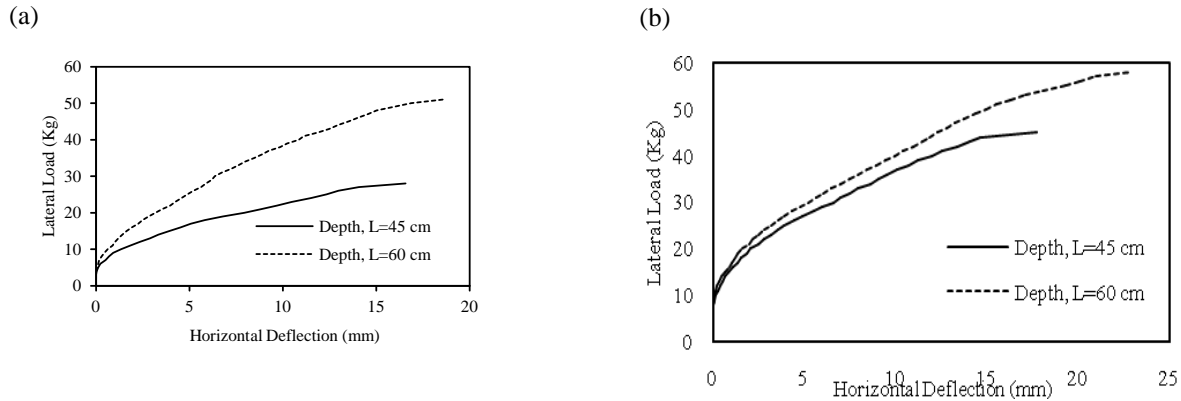 (a)
60
50
40
30
20
10
0
Lateral Load (Kg)
Depth, L=45 cm
Depth, L=60 cm
0 5 10 15 20
Horizontal Deflection (mm)
(b)
60
50
40
30
20
10
0
Lateral Load (Kg)
Depth, L=45 cm
Depth, L=60 cm
0 5 10 15 20 25
Horizontal Deflection (mm)